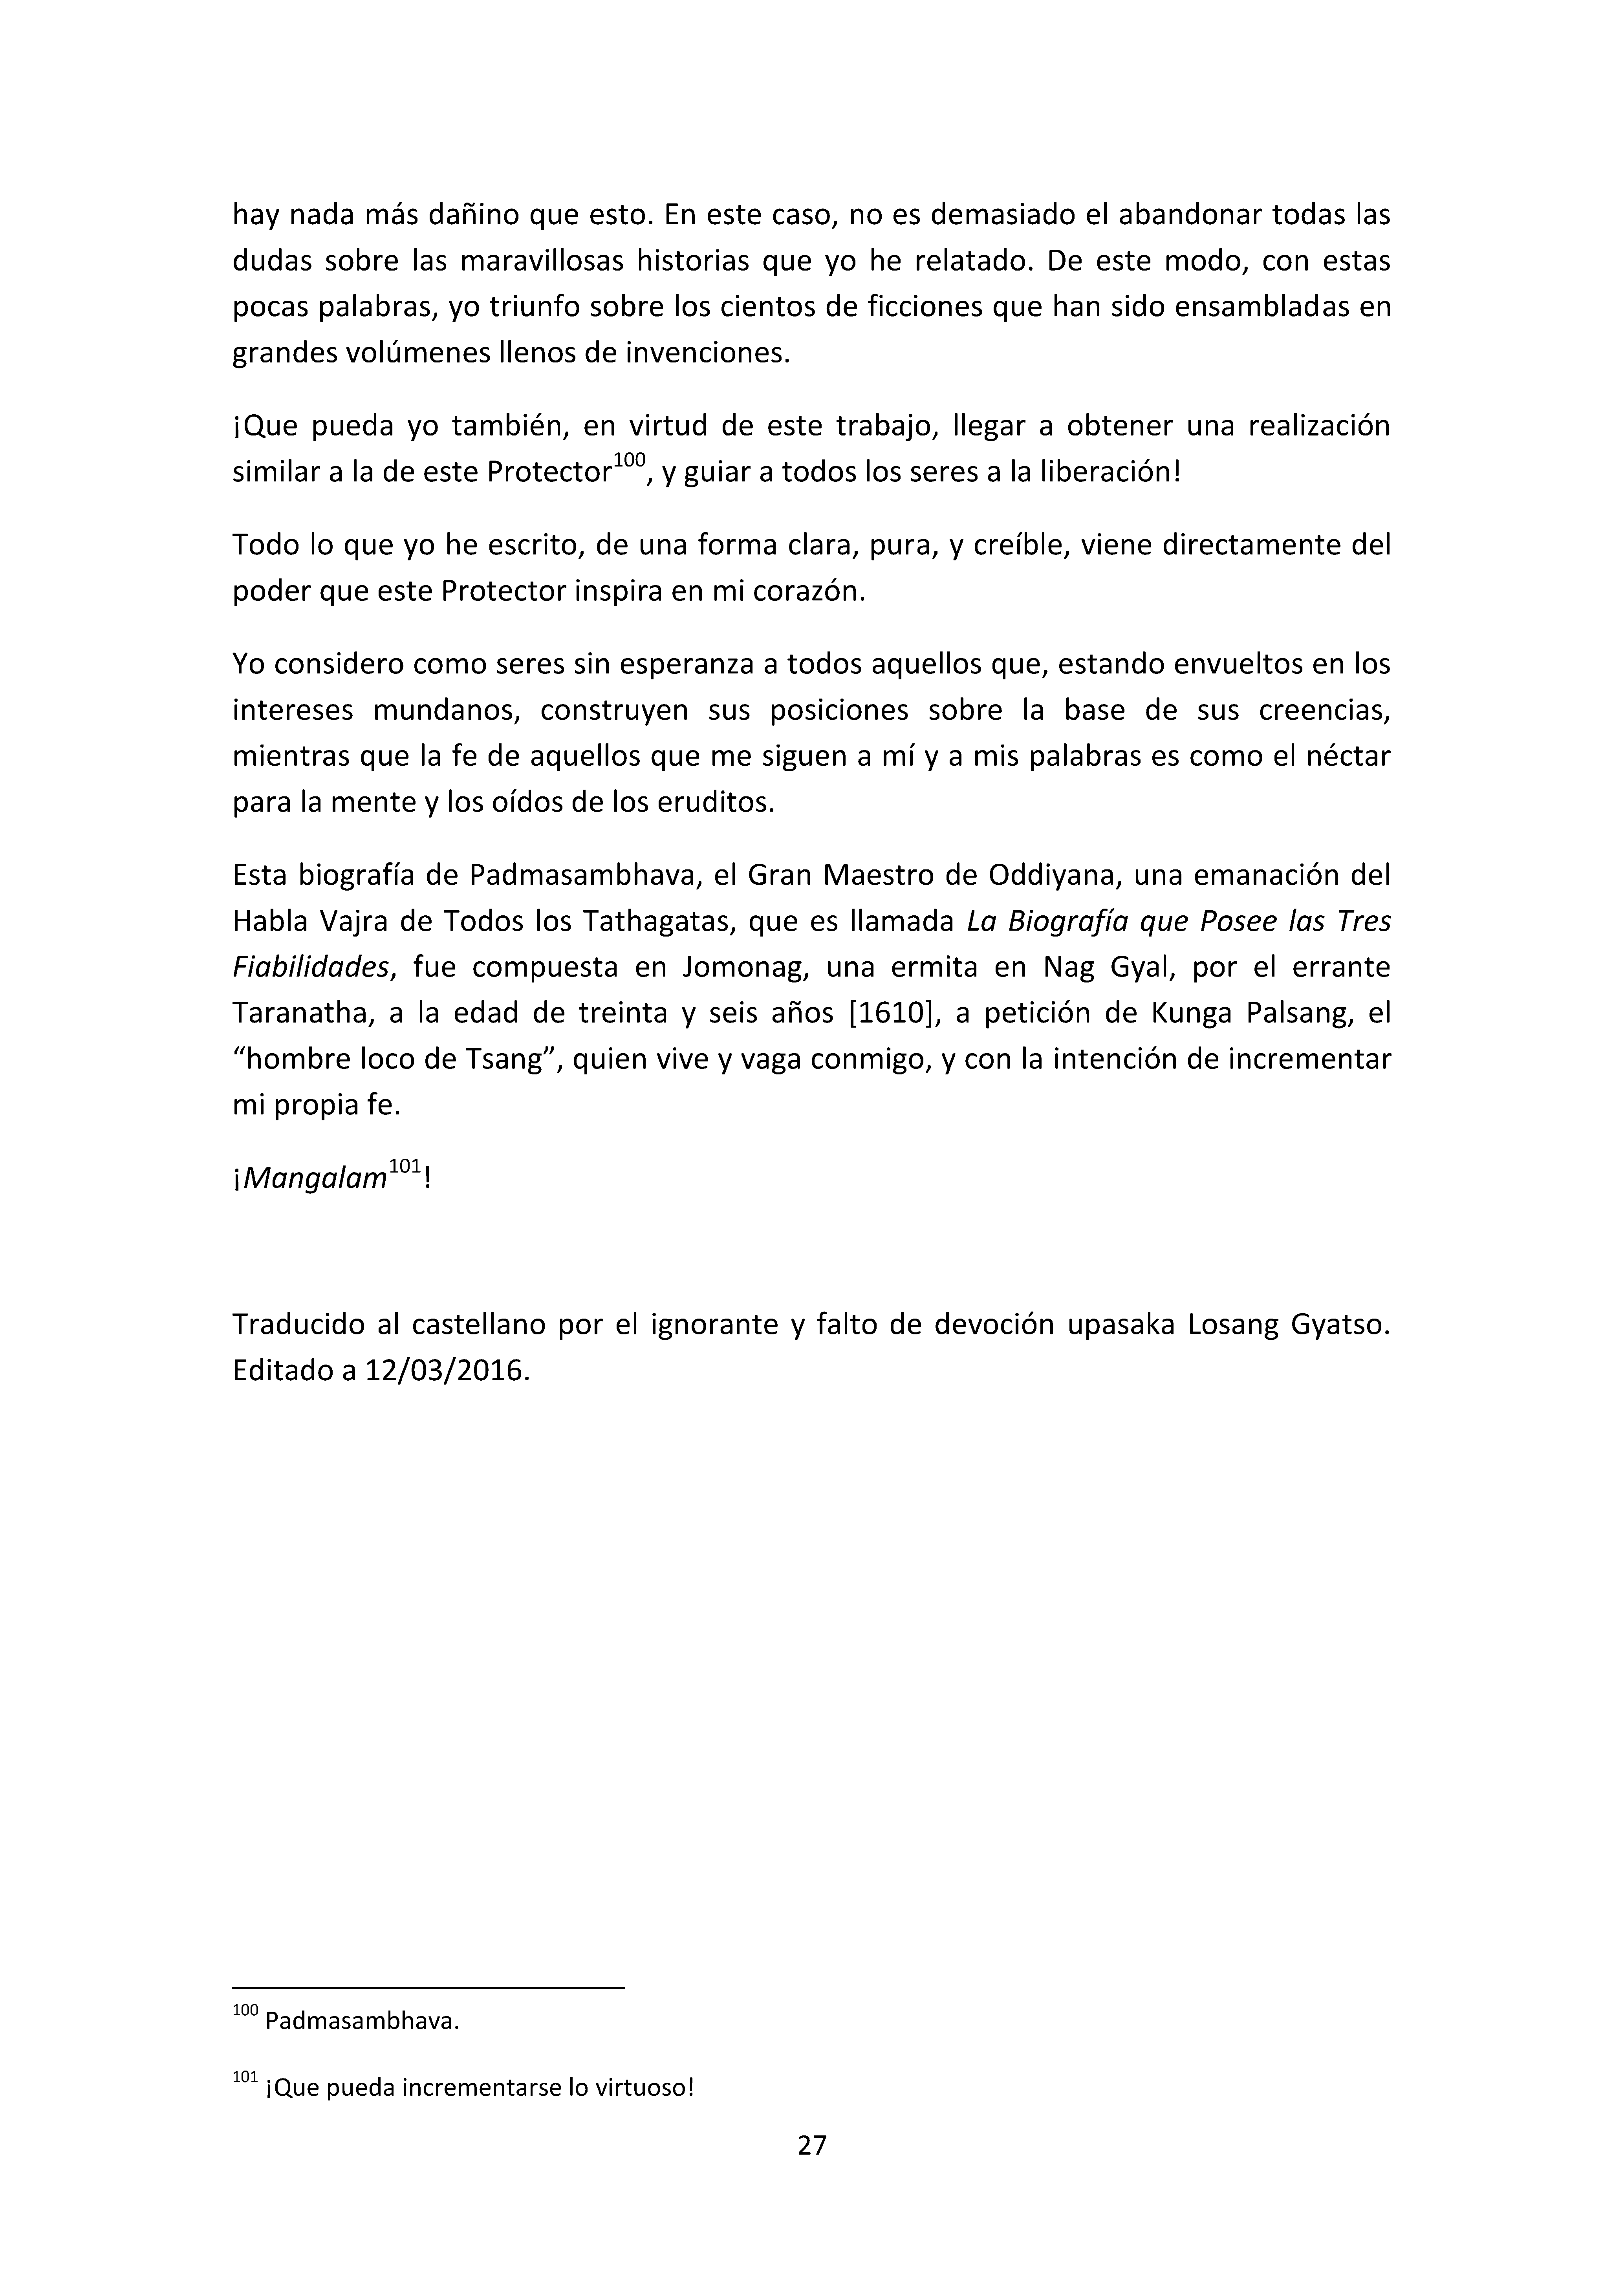 hay nada más dañino que esto. En este caso, no es demasiado el abandonar todas las
dudas sobre las maravillosas historias que yo he relatado. De este modo, con estas
pocas palabras, yo triunfo sobre los cientos de ficciones que han sido ensambladas en
grandes volúmenes llenos de invenciones.
¡Que pueda yo también, en virtud de este trabajo, llegar a obtener una realización
similar a la de este Protector100, y guiar a todos los seres a la liberación!
Todo lo que yo he escrito, de una forma clara, pura, y creíble, viene directamente del
poder que este Protector inspira en mi corazón.
Yo considero como seres sin esperanza a todos aquellos que, estando envueltos en los
intereses mundanos, construyen sus posiciones sobre la base de sus creencias,
mientras que la fe de aquellos que me siguen a mí y a mis palabras es como el néctar
para la mente y los oídos de los eruditos.
Esta biografía de Padmasambhava, el Gran Maestro de Oddiyana, una emanación del
Habla Vajra de Todos los Tathagatas, que es llamada La Biografía que Posee las Tres
Fiabilidades, fue compuesta en Jomonag, una ermita en Nag Gyal, por el errante
Taranatha, a la edad de treinta y seis años [1610], a petición de Kunga Palsang, el
“hombre loco de Tsang”, quien vive y vaga conmigo, y con la intención de incrementar
mi propia fe.
¡Mangalam101!
Traducido al castellano por el ignorante y falto de devoción upasaka Losang Gyatso.
Editado a 12/03/2016.
100 Padmasambhava.
101 ¡Que pueda incrementarse lo virtuoso!
27